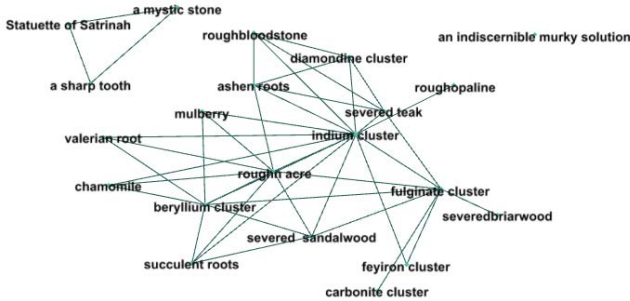 a mystic stone
Statuette of Satrinah
roughbloodstone
an indiscernible murky solution
diamondine cluster
a sharp tooth
ashen roots
roughopaline
mulberry
severed teak
valerian root
indium cluster
roughn acre
chamomile
fulginate cluster
beryllium cluster
severedbriarwood
severed sandalwood
succulent roots
feyiron cluster
carbonite cluster